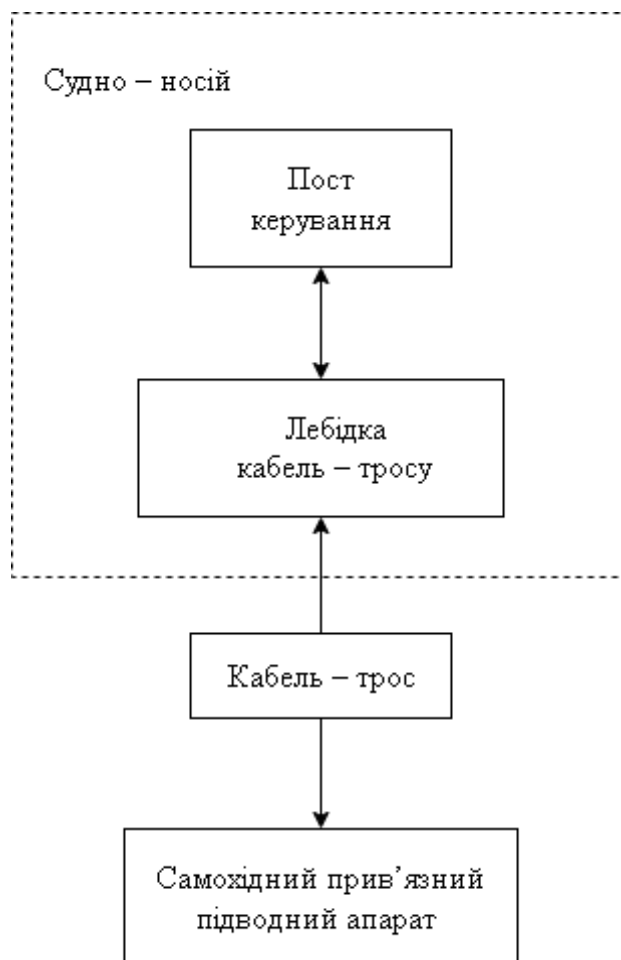 Судно – носій
Пост
керування
Лебідка
кабель – тросу
Кабель – трос
Самохідний прив’язний
підводний апарат